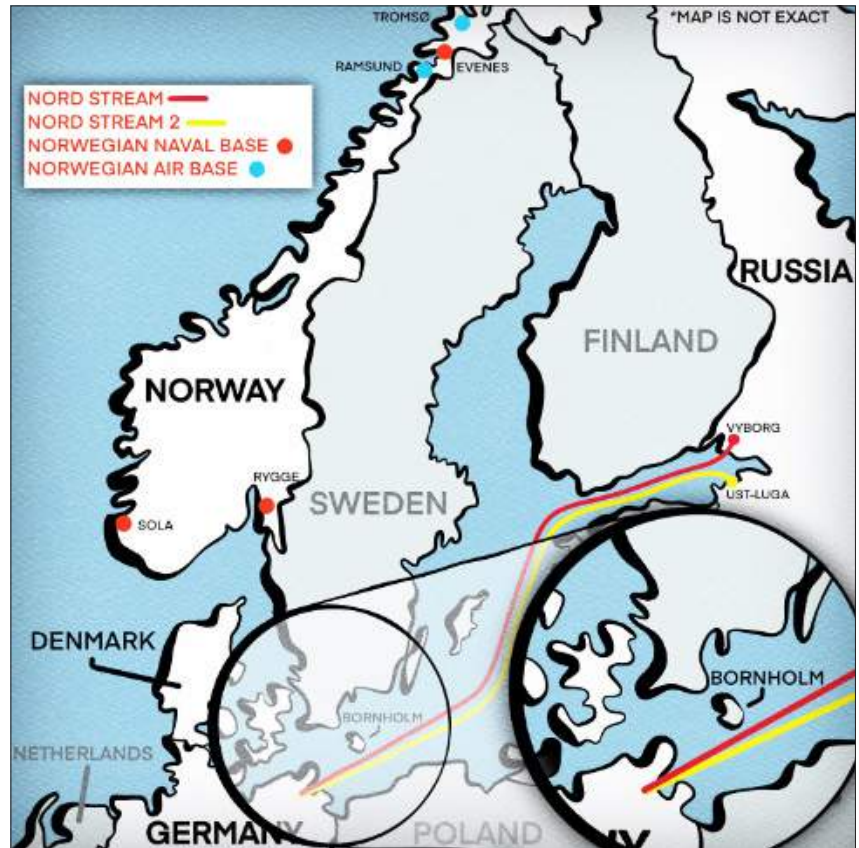 TROMSØ
*MAP IS NOT EXACT
RAMSUND
EVENES
NORD STREAM
NORD STREAM 2
NORWEGIAN NAVAL BASE
NORWEGIAN AIR BASE
RUSSIA
FINLAND
NORWAY
VYBORG
RYGGE
SWEDEN
UST-LUGA
SOLA
DENMARK
BORNHOLM
BORNHOLM
NETHERLANDS
GERMANY
POLAND
NY